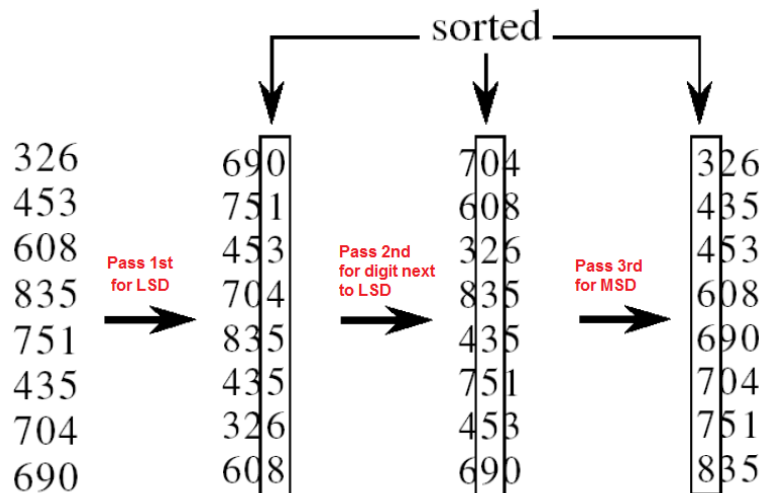 sorted
326 690 704 326
453 751 608 435
608 453 326 453
835 704 835 608
751 835 435 690
435 435 751 704
704 326 453 751
690 608 690 835
Pass 1st
for LSD
Pass 2nd
for digit next
to LSD
Pass 3rd
for MSD